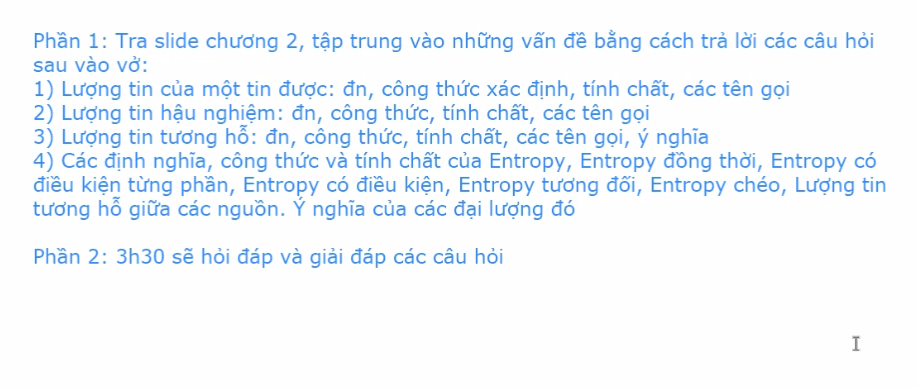 Phần 1: Tra slide chương 2, tập trung vào những vấn đề bằng cách trả lời các câu hỏi
sau vào vở:
1) Lượng tin của một tin được: đn, công thức xác định, tính chất, các tên gọi
2) Lượng tin hậu nghiệm: đn, công thức, tính chất, các tên gọi
3) Lượng tin tương hỗ: đn, công thức, tính chất, các tên gọi, ý nghĩa
4) Các định nghĩa, công thức và tính chất của Entropy, Entropy đồng thời, Entropy có
điều kiện từng phần, Entropy có điều kiện, Entropy tương đối, Entropy chéo, Lượng tin
tương hỗ giữa các nguồn. Ý nghĩa của các đại lượng đó
Phần 2: 3h30 sẽ hỏi đáp và giải đáp các câu hỏi